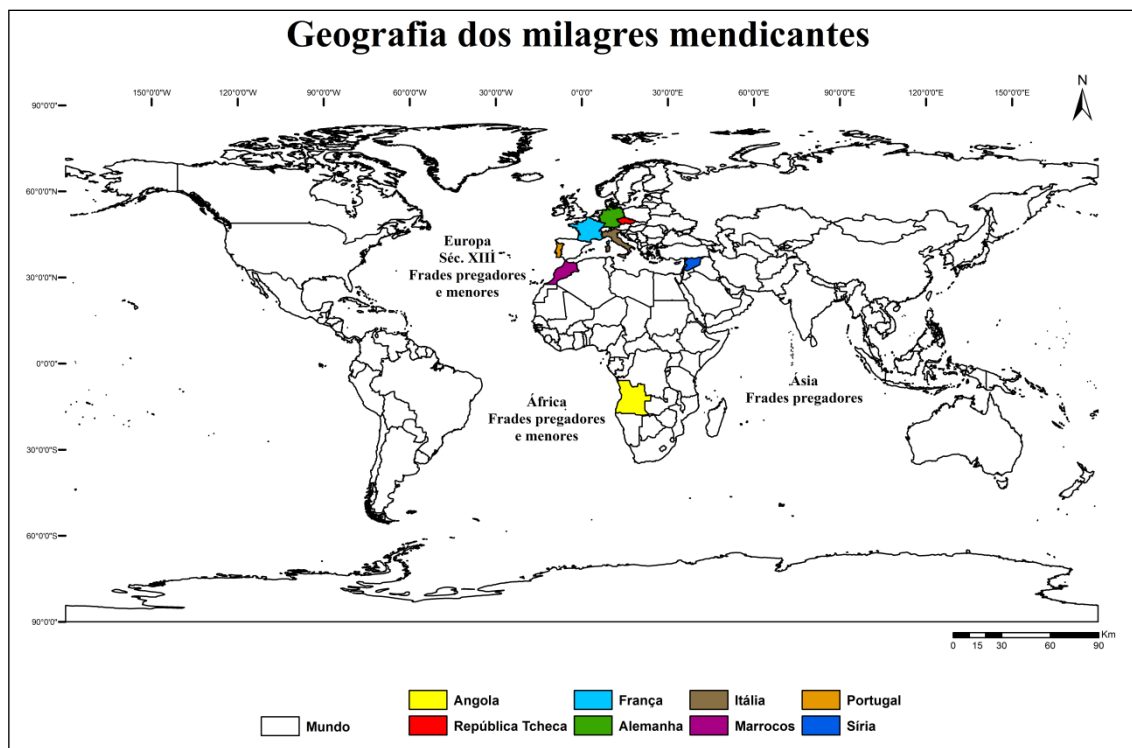 Geografia dos milagres mendicantes
N
150°0'0"W 120°0'0"W 90°0'0"W 60°0'0"W 30°0'0"W 0°0'0" 30°0'0"E 60°0'0"E 90°0'0"E 120°0'0"E 150°0'0"E
90°0'0"N
60°0'0"N
30°0'0"N
0°0'0"
30°0'0"S
60°0'0"S
90°0'0"S
Europa
Séc. XIII
Frades pregadores
e menores
África
Frades pregadores
e menores
Ásia
Frades pregadores
Km
0 15 30 60 90
Mundo
Angola
República Tcheca
França
Alemanha
Itália
Marrocos
Portugal
Síria